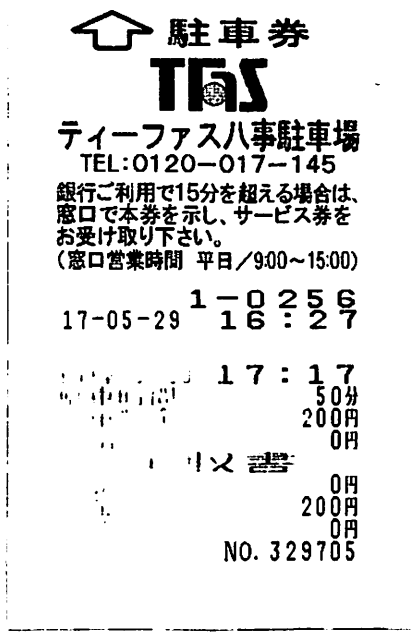 駐車券
TFAS
ティーファス八事駐車場
TEL:0120-017-145
銀行ご利用で15分を超える場合は、
窓口で本券を示し、サービス券を
お受け取り下さい。
(窓口営業時間 平日/9:00~15:00)
1-0256
17-05-29 16:27
17:17
50分
200円
0円
収書
0円
200円
0円
NO.329705